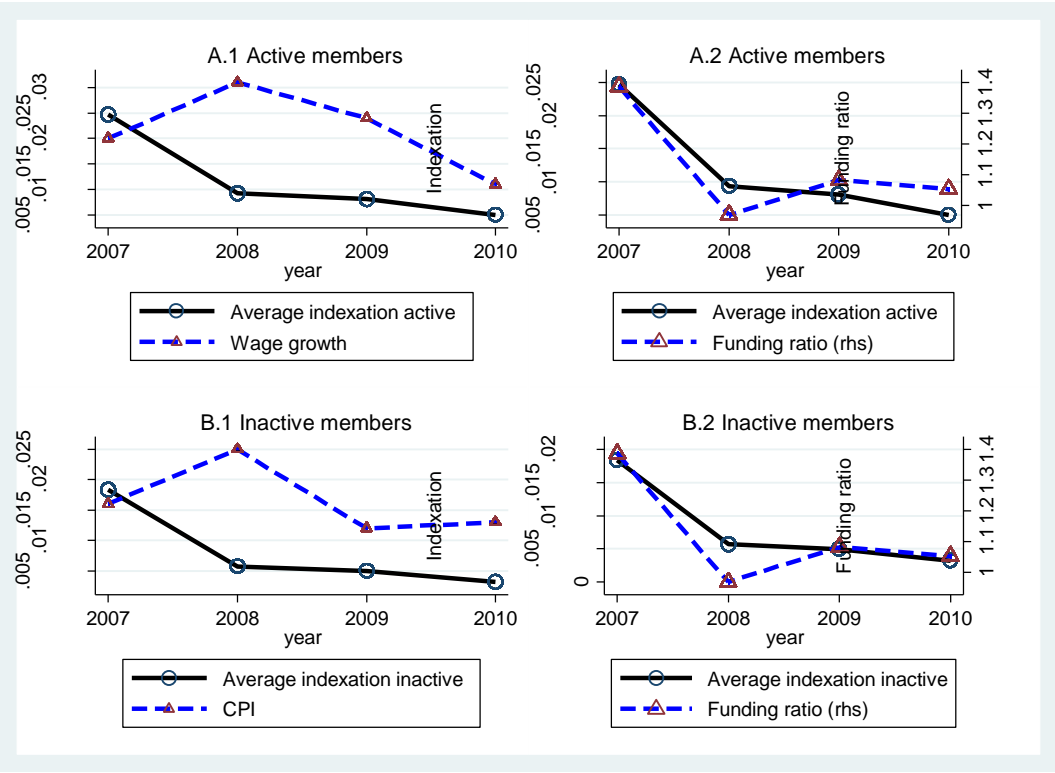 A.1 Active members
.005 .01 .015 .02 .025 .03
Indexation
2007 2008 2009 2010
year
Average indexation active
Wage growth
A.2 Active members
.005 .01 .015 .02 .025
Funding ratio
1 1.1 1.2 1.3 1.4
2007 2008 2009 2010
year
Average indexation active
Funding ratio (rhs)
B.1 Inactive members
.005 .01 .015 .02 .025
Indexation
2007 2008 2009 2010
year
Average indexation inactive
CPI
B.2 Inactive members
0 .005 .01 .015 .02
Funding ratio
1 1.1 1.2 1.3 1.4
2007 2008 2009 2010
year
Average indexation inactive
Funding ratio (rhs)